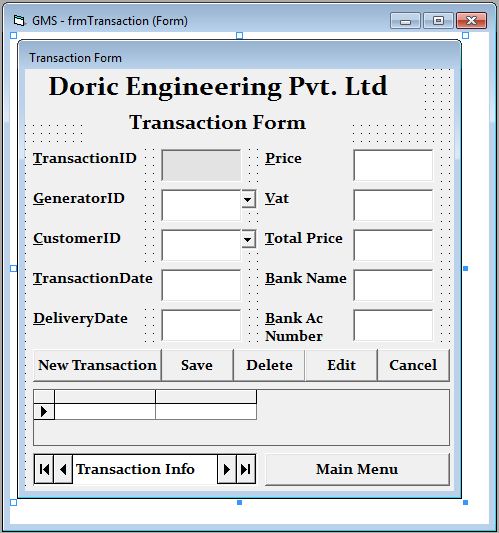 GMS - frmTransaction (Form)
Transaction Form
Doric Engineering Pvt. Ltd
Transaction Form
TransactionID
Price
GeneratorID
Vat
CustomerID
Total Price
TransactionDate
Bank Name
DeliveryDate
Bank Ac
Number
New Transaction Save Delete Edit Cancel
Transaction Info
Main Menu